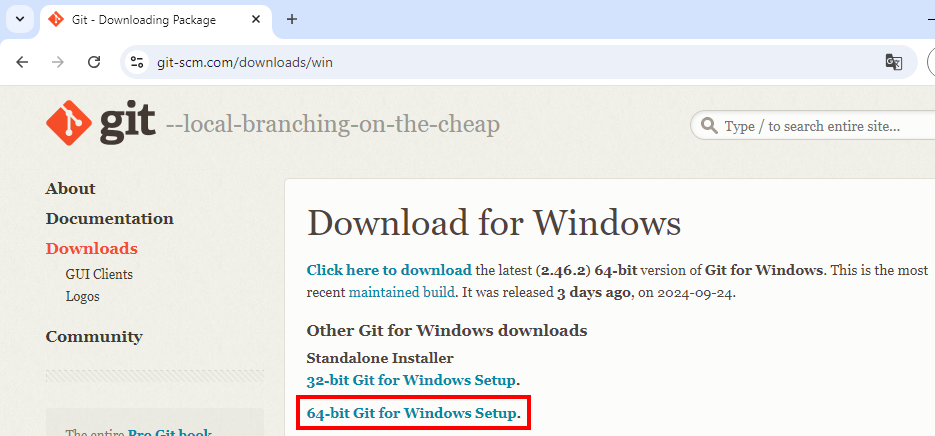 Git - Downloading Package
git-scm.com/downloads/win
git --local-branching-on-the-cheap
Type / to search entire site...
About
Documentation
Downloads
GUI Clients
Logos
Community
The entire Pro Git book
Download for Windows
Click here to download the latest (2.46.2) 64-bit version of Git for Windows. This is the most
recent maintained build. It was released 3 days ago, on 2024-09-24.
Other Git for Windows downloads
Standalone Installer
32-bit Git for Windows Setup.
64-bit Git for Windows Setup.